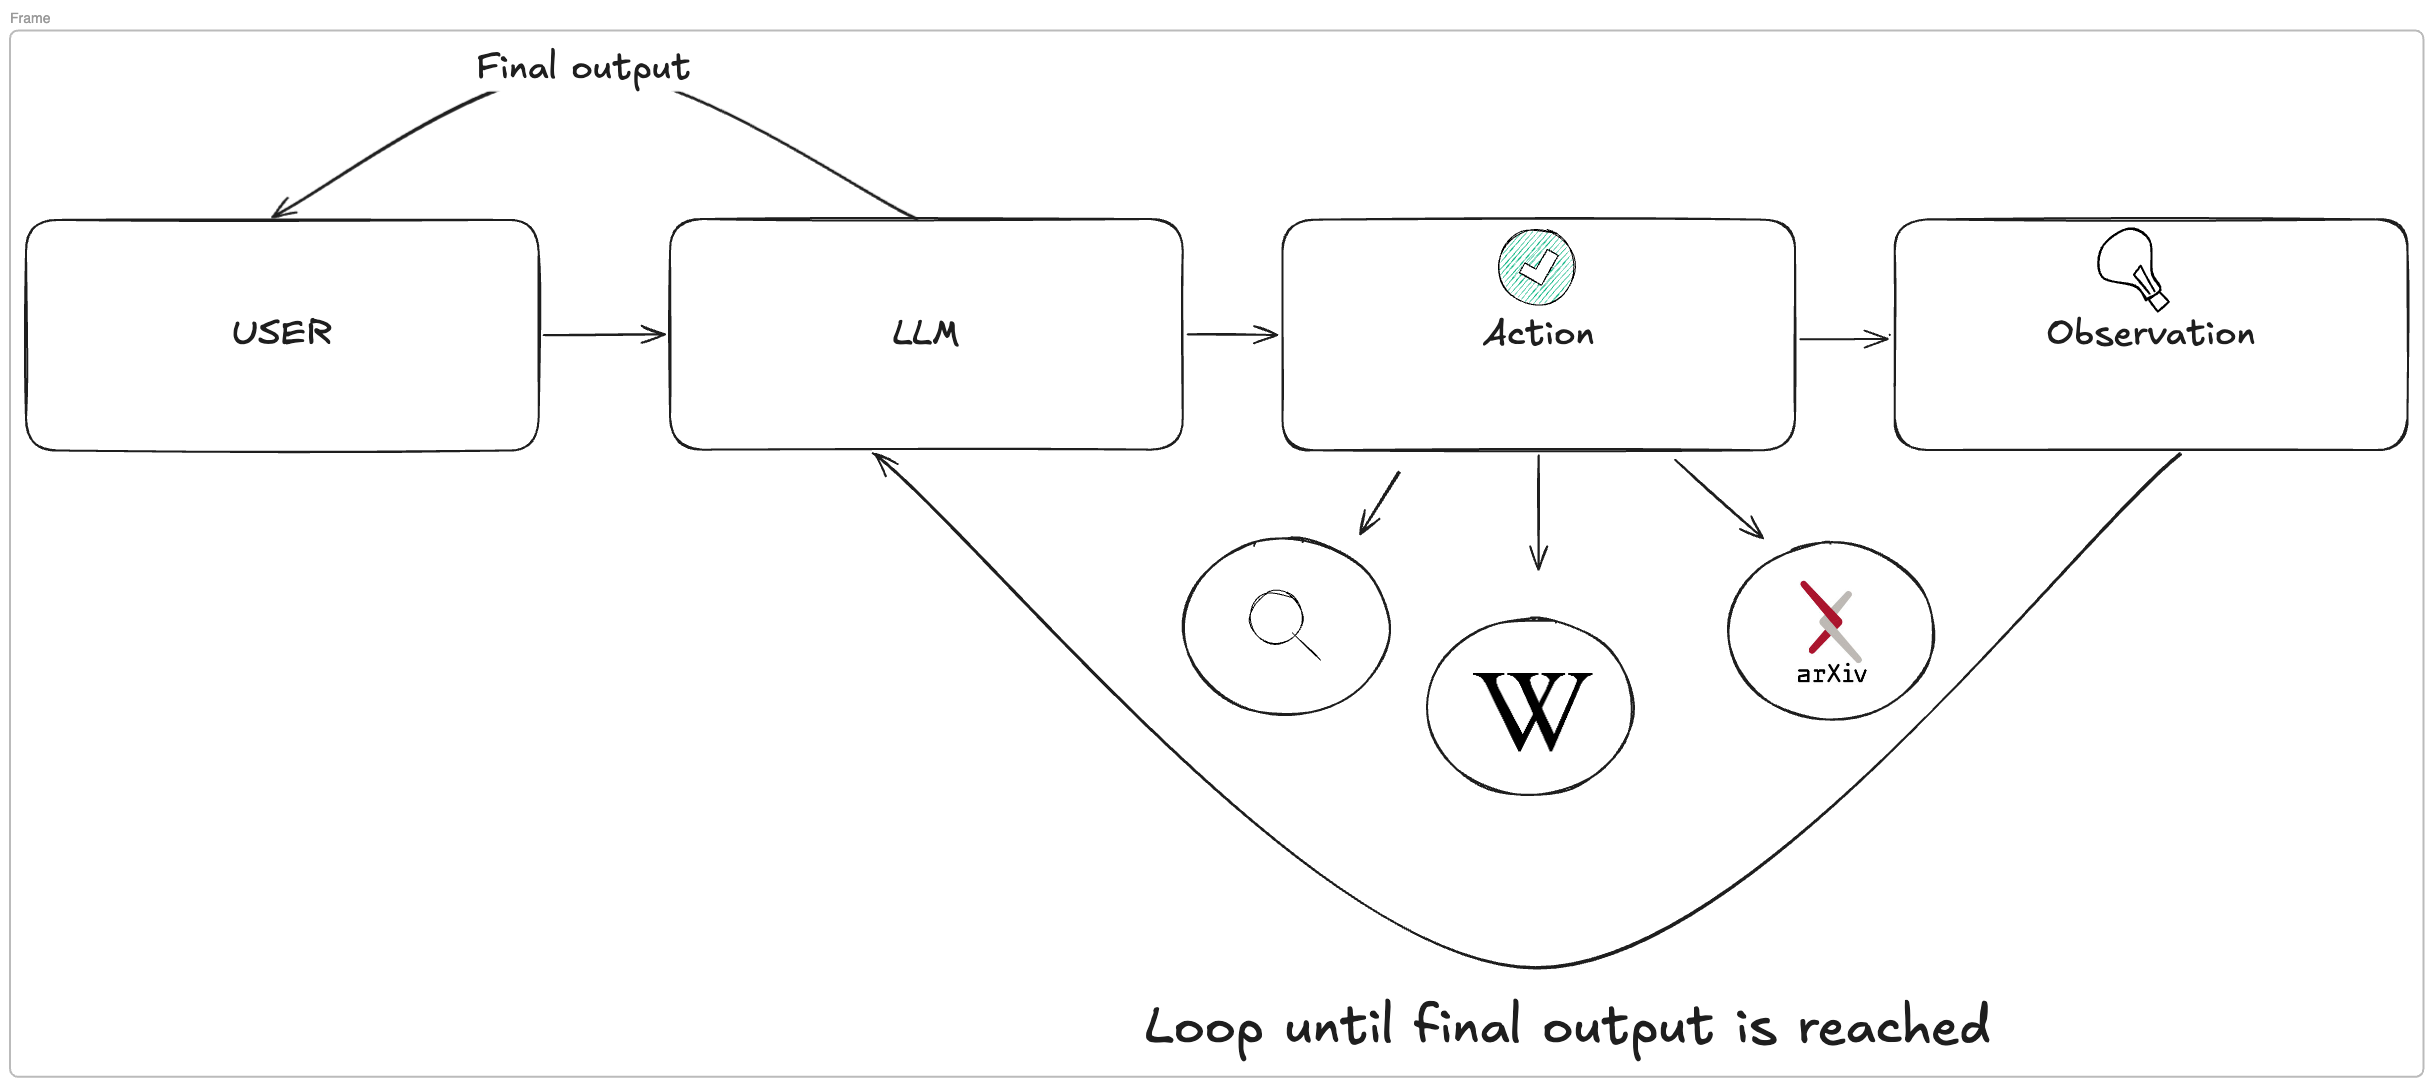 Frame
Final output
USER
LLM
Action
Observation
W
arXiv
Loop until final output is reached